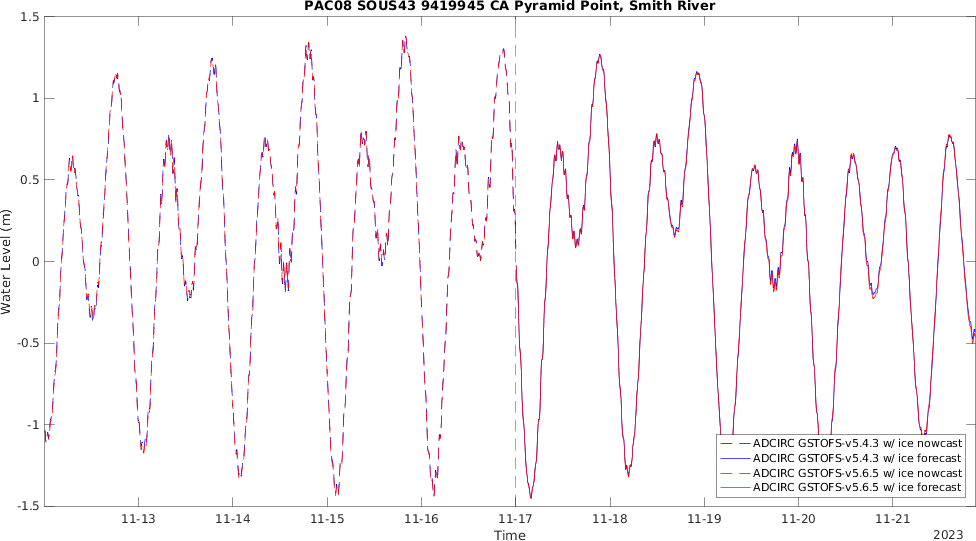 PAC08 SOUS43 9419945 CA Pyramid Point, Smith River
1.5
1
0.5
0
-0.5
-1
-1.5
Water Level (m)
ADCIRC GSTOFS-v5.4.3 w/ ice nowcast
ADCIRC GSTOFS-v5.4.3 w/ ice forecast
ADCIRC GSTOFS-v5.6.5 w/ ice nowcast
ADCIRC GSTOFS-v5.6.5 w/ ice forecast
11-13 11-14 11-15 11-16 11-17 11-18 11-19 11-20 11-21
Time
2023